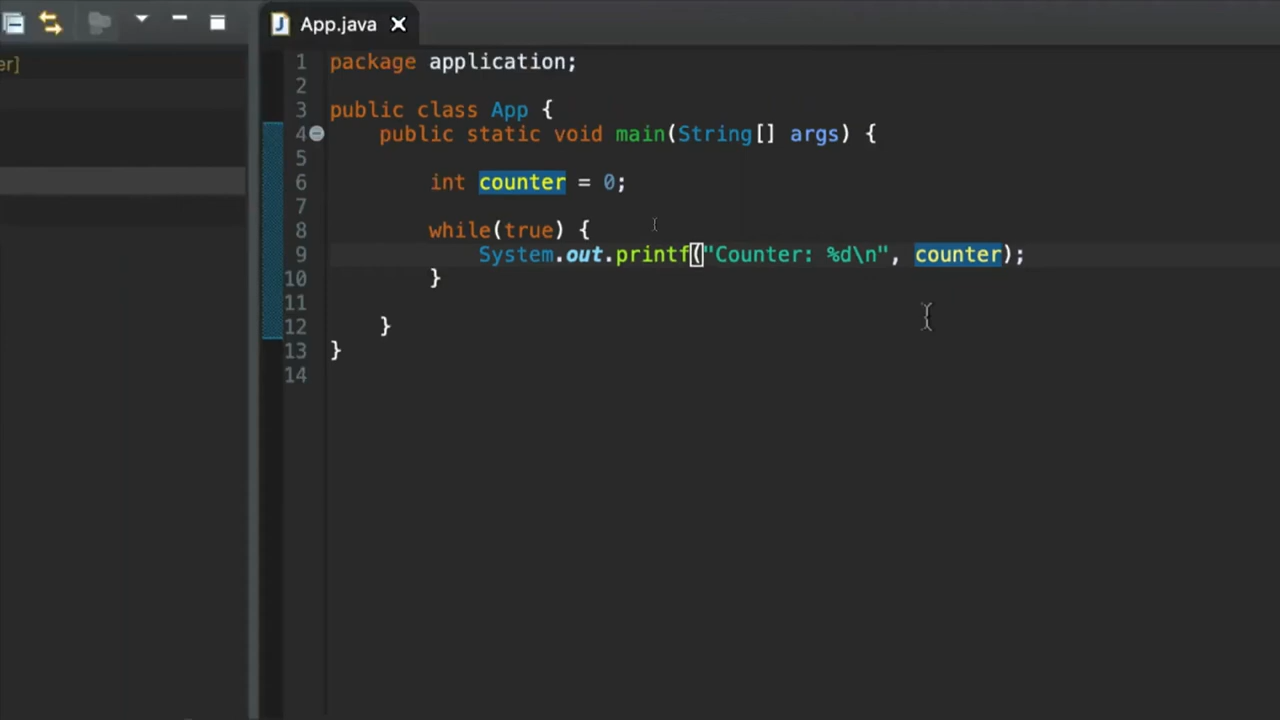 App.java
er]
1 package application;
2
3 public class App {
4 public static void main(String[] args) {
5
6 int counter = 0;
7
8 while(true) {
9 System.out.printf("Counter: %d\n", counter);
10 }
11
12 }
13 }
14